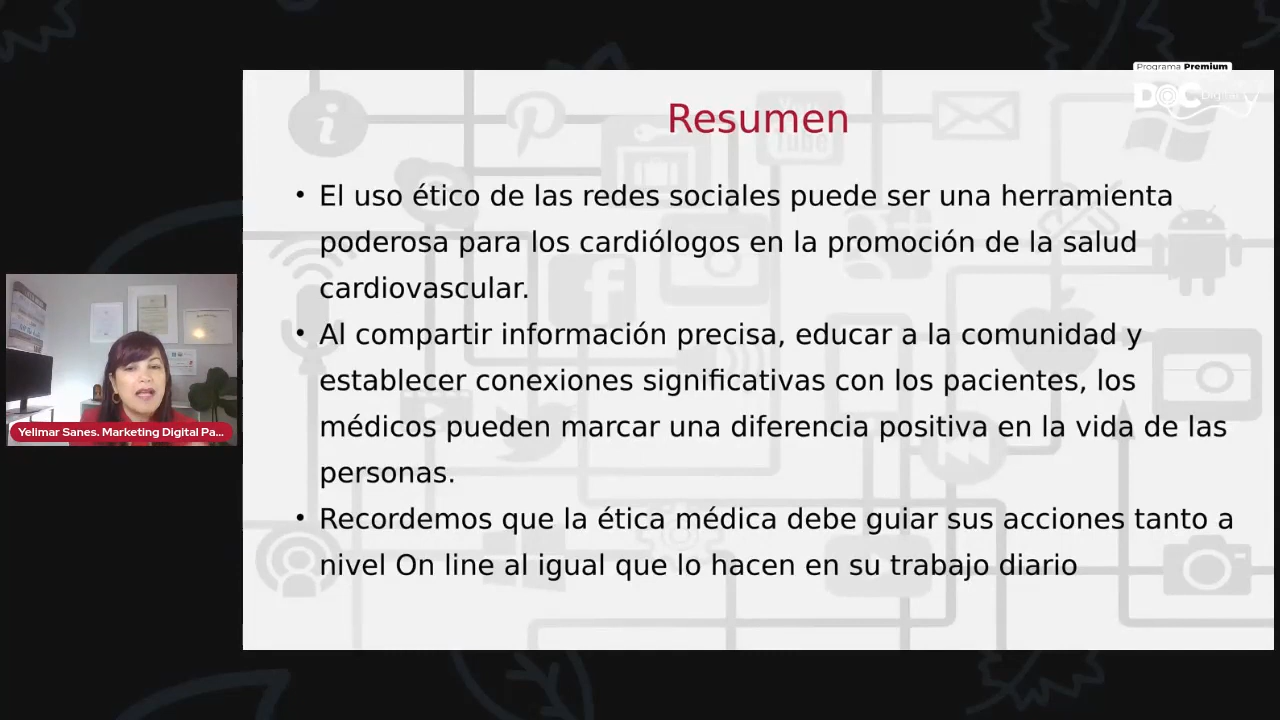 Programa Premium
DOC Digital
Resumen
• El uso ético de las redes sociales puede ser una herramienta
poderosa para los cardiólogos en la promoción de la salud
cardiovascular.
• Al compartir información precisa, educar a la comunidad y
establecer conexiones significativas con los pacientes, los
médicos pueden marcar una diferencia positiva en la vida de las
personas.
• Recordemos que la ética médica debe guiar sus acciones tanto a
nivel On line al igual que lo hacen en su trabajo diario
You
Tube
Yelimar Sanes. Marketing Digital Pa...